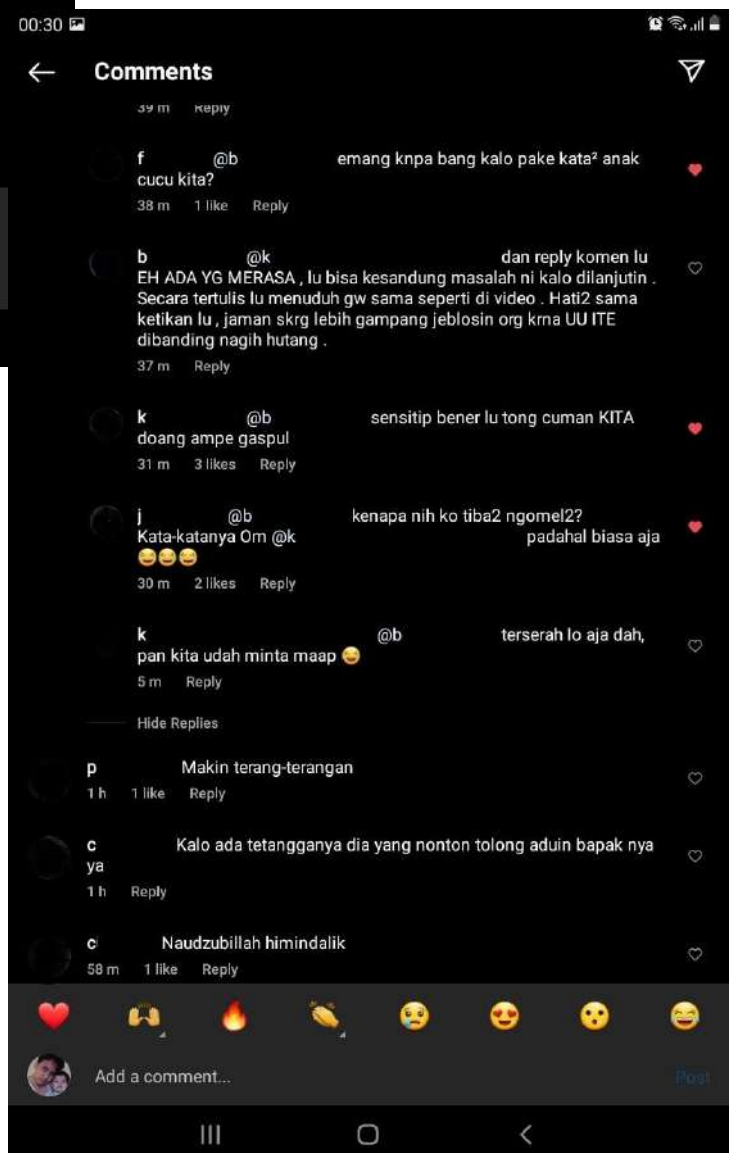 00:30
Comments
39 m Reply
f @b emang knpa bang kalo pake kata² anak
cucu kita?
38 m 1 like Reply
b @k dan reply komen lu
EH ADA YG MERASA , lu bisa kesandung masalah ni kalo dilanjutin .
Secara tertulis lu menuduh gw sama seperti di video . Hati2 sama
ketikan lu , jaman skrg lebih gampang jeblosin org krna UU ITE
dibanding nagih hutang .
37 m Reply
k @b sensitip bener lu tong cuman KITA
doang ampe gaspul
31 m 3 likes Reply
j @b kenapa nih ko tiba2 ngomel2?
Kata-katanya Om @k padahal biasa aja
😂😂😂
30 m 2 likes Reply
k @b terserah lo aja dah,
pan kita udah minta maap 😂
5 m Reply
Hide Replies
p Makin terang-terangan
1 h 1 like Reply
c Kalo ada tetangganya dia yang nonton tolong aduin bapak nya
ya
1 h Reply
c Naudzubillah himindalik
58 m 1 like Reply
❤️ 🙌 🔥 👏 😢 😍 😮 😂
Add a comment... Post